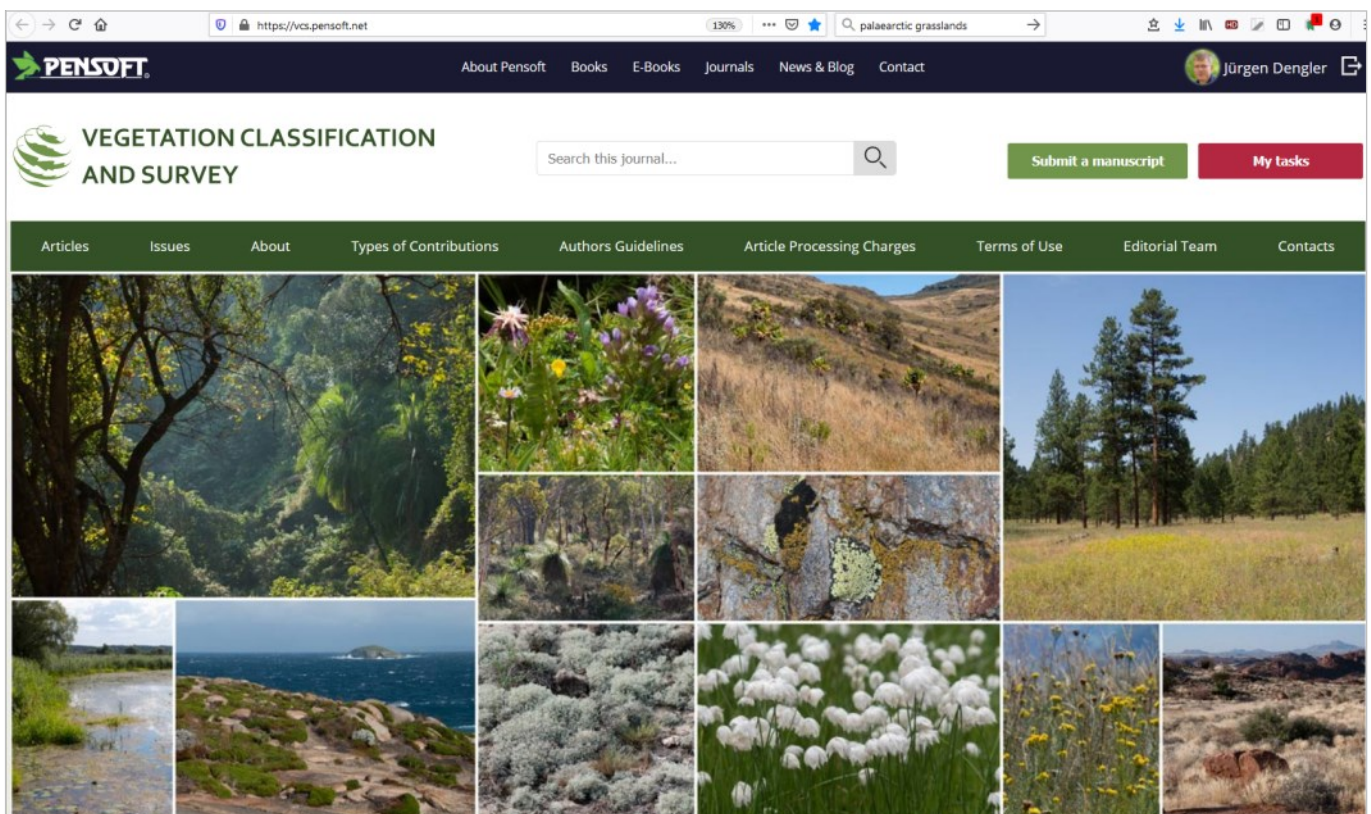 https://vcs.pensoft.net 130% palaearctic grasslands
PENSOFT. About Pensoft Books E-Books Journals News & Blog Contact Jürgen Dengler
VEGETATION CLASSIFICATION
AND SURVEY
Search this journal...
Submit a manuscript My tasks
Articles Issues About Types of Contributions Authors Guidelines Article Processing Charges Terms of Use Editorial Team Contacts